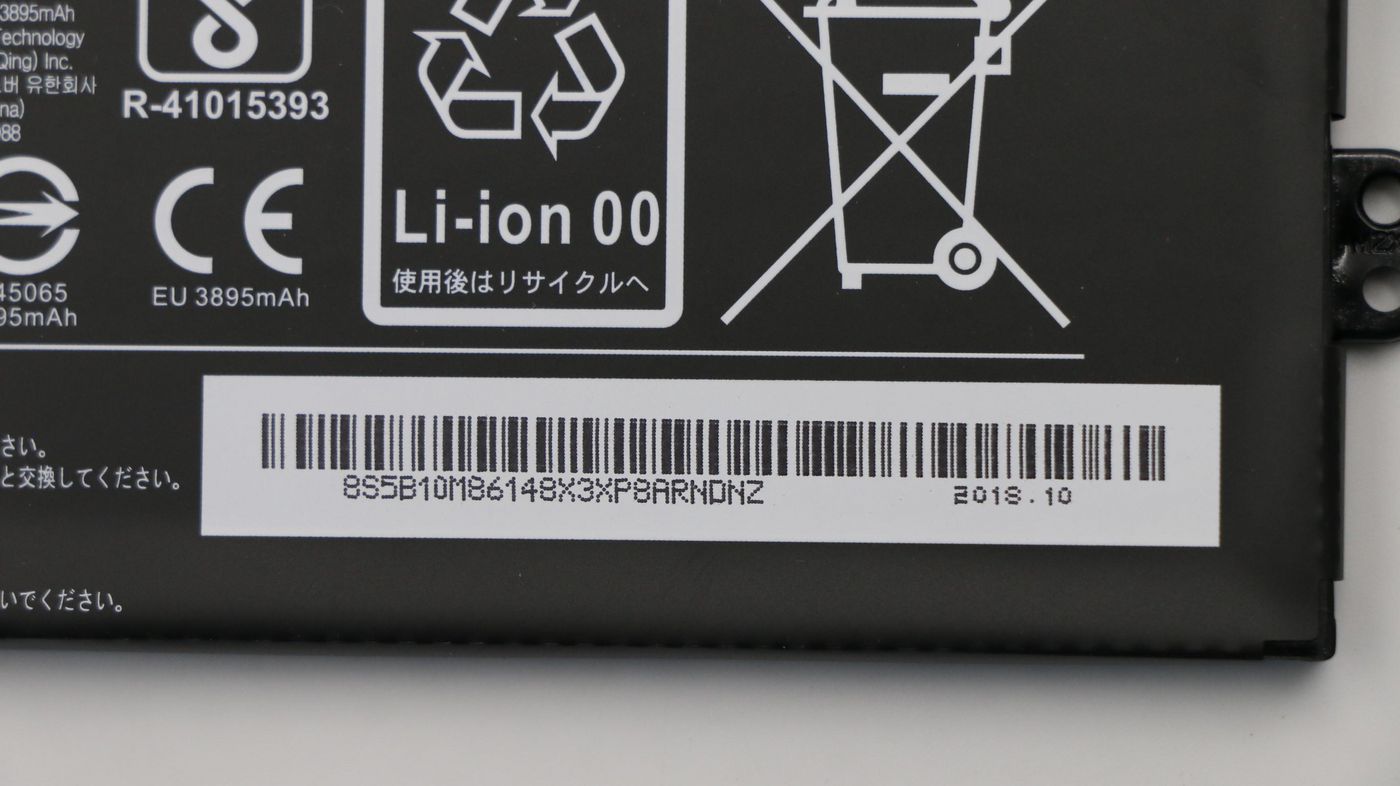 3895mAh
Technology
Qing) Inc.
버 유한회사
na)
988
R-41015393
EU 3895mAh
45065
95mAh
Li-ion 00
使用後はリサイクルへ
さい。
と交換してください。
いでください。
8S5B10M86148X3XP8ARNDNZ
2018.10